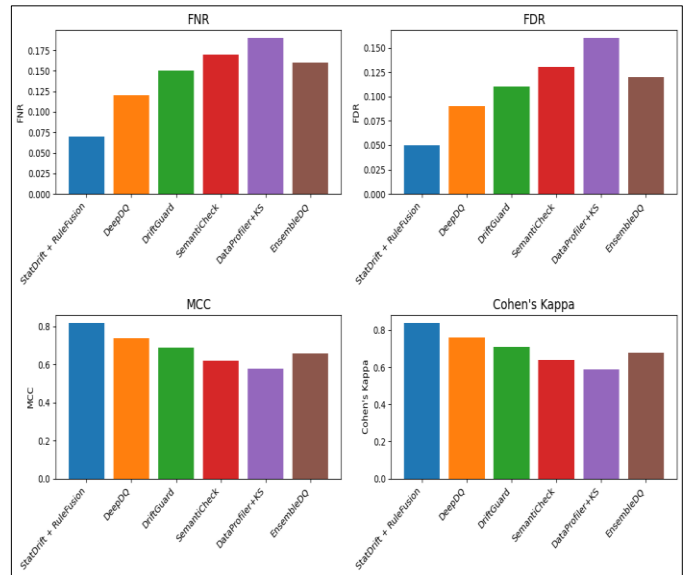 FNR
FNR
0.175
0.150
0.125
0.100
0.075
0.050
0.025
0.000
StatDrift + RuleFusion
DeepDQ
DriftGuard
SemantiCheck
DataProfiler+KS
EnsembleDQ
FDR
FDR
0.150
0.125
0.100
0.075
0.050
0.025
0.000
StatDrift + RuleFusion
DeepDQ
DriftGuard
SemantiCheck
DataProfiler+KS
EnsembleDQ
MCC
MCC
0.8
0.6
0.4
0.2
0.0
StatDrift + RuleFusion
DeepDQ
DriftGuard
SemantiCheck
DataProfiler+KS
EnsembleDQ
Cohen's Kappa
Cohen's Kappa
0.8
0.6
0.4
0.2
0.0
StatDrift + RuleFusion
DeepDQ
DriftGuard
SemantiCheck
DataProfiler+KS
EnsembleDQ